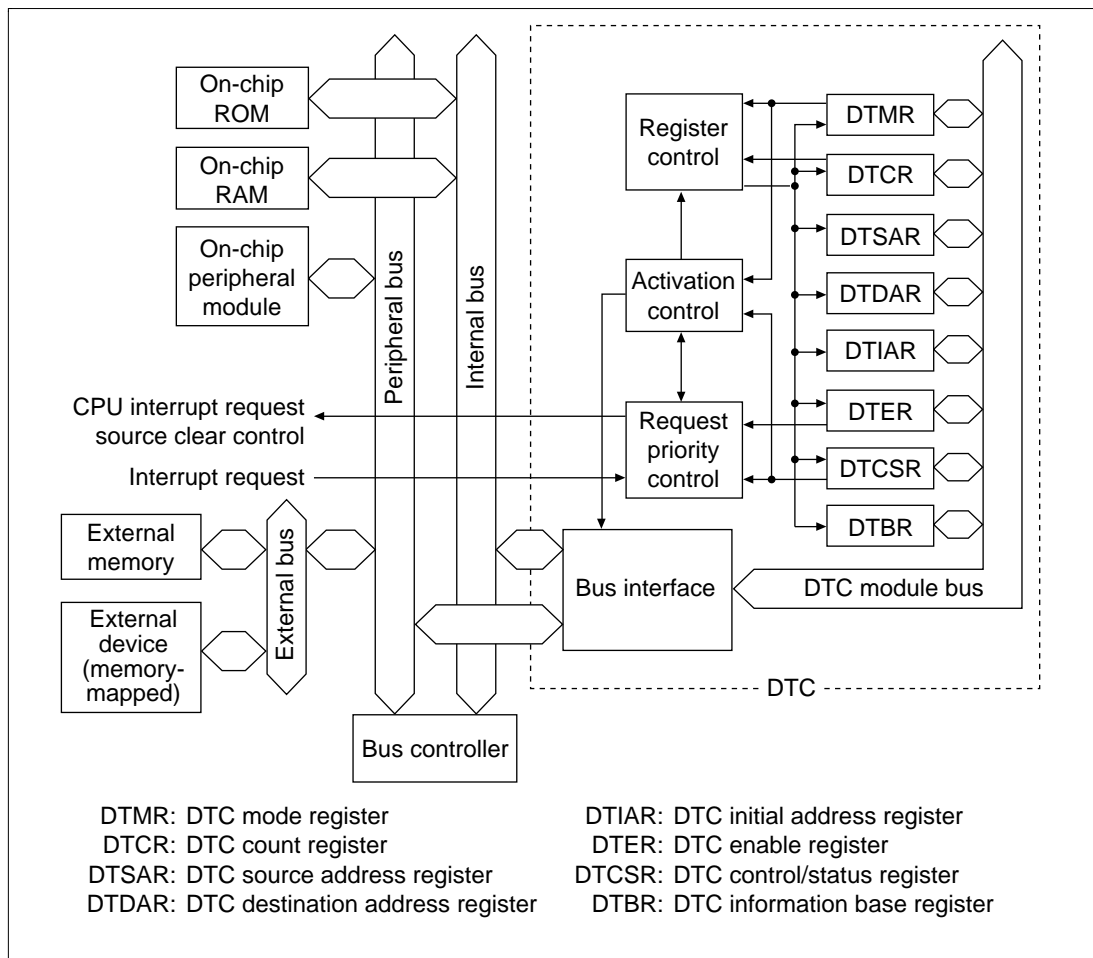 On-chip
ROM
On-chip
RAM
On-chip
peripheral
module
Peripheral bus
Internal bus
Register
control
Activation
control
Request
priority
control
DTMR
DTCR
DTSAR
DTDAR
DTIAR
DTER
DTCSR
DTBR
CPU interrupt request
source clear control
Interrupt request
External
memory
External
device
(memory-
mapped)
External bus
Bus interface
DTC module bus
DTC
Bus controller
DTMR: DTC mode register
DTCR: DTC count register
DTSAR: DTC source address register
DTDAR: DTC destination address register
DTIAR: DTC initial address register
DTER: DTC enable register
DTCSR: DTC control/status register
DTBR: DTC information base register